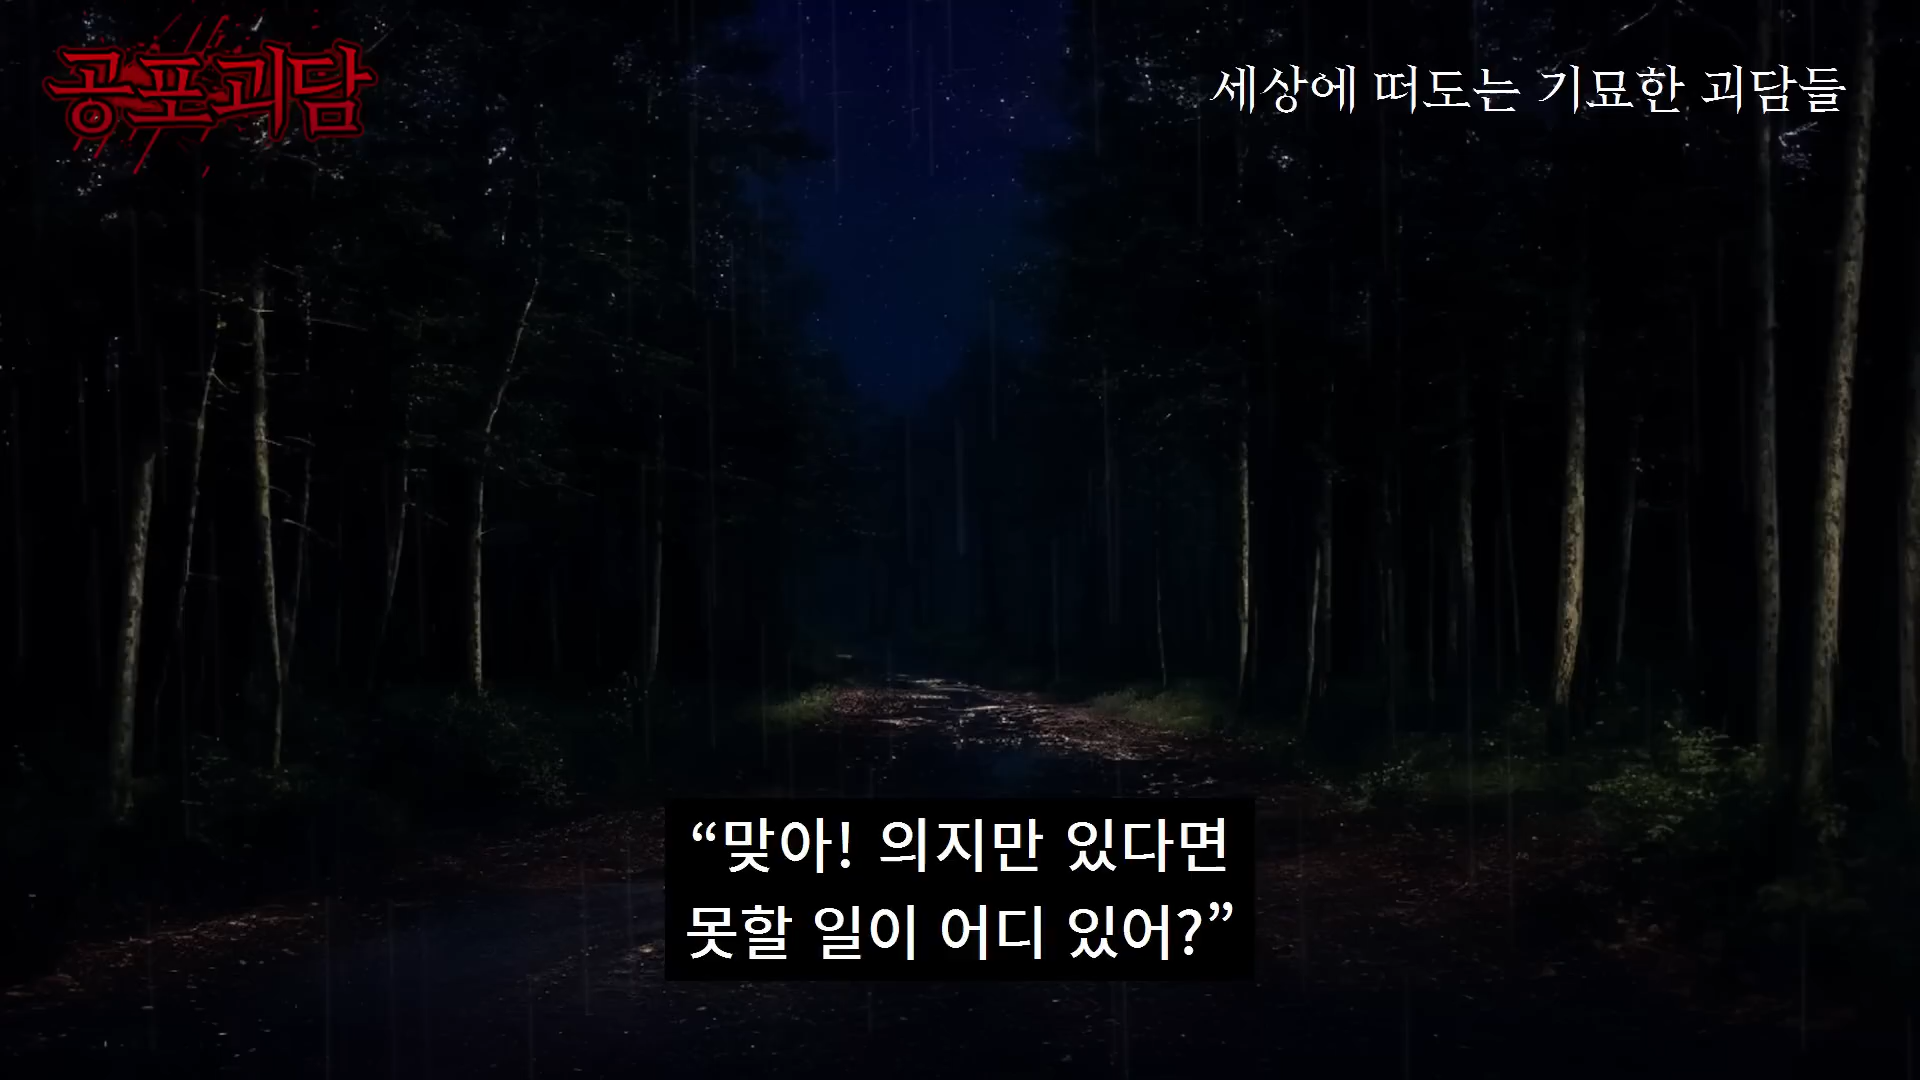 공포괴담
세상에 떠도는 기묘한 괴담들
“맞아! 의지만 있다면
못할 일이 어디 있어?”